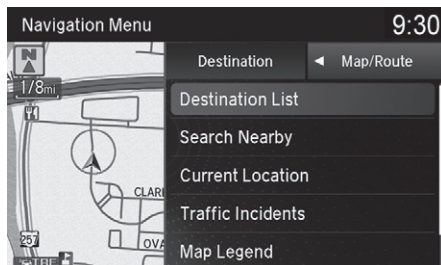 Navigation Menu 9:30
N
Destination ◄ Map/Route
1/8mi
Destination List
Search Nearby
Current Location
CLAR
Traffic Incidents
257
OVA
Map Legend